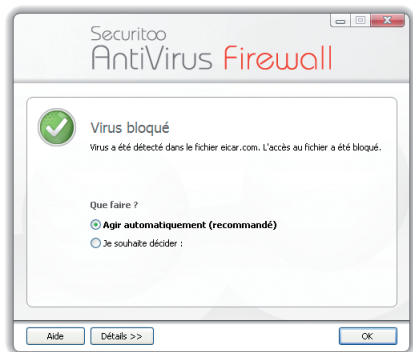 Securitoo
AntiVirus Firewall
Virus bloqué
Virus a été détecté dans le fichier eicar.com. L'accès au fichier a été bloqué.
Que faire ?
Agir automatiquement (recommandé)
Je souhaite décider :
Aide
Détails >>
OK